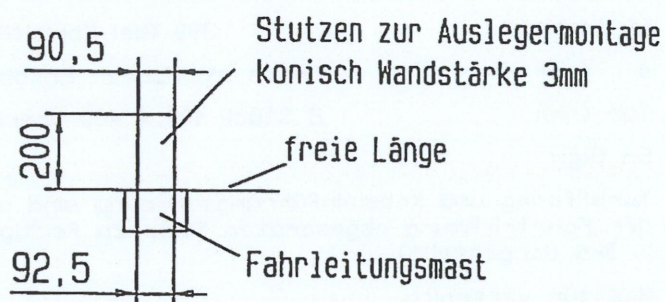 90,5
Stutzen zur Auslegermontage
konisch Wandstärke 3mm
200
freie Länge
Fahrleitungsmast
92,5